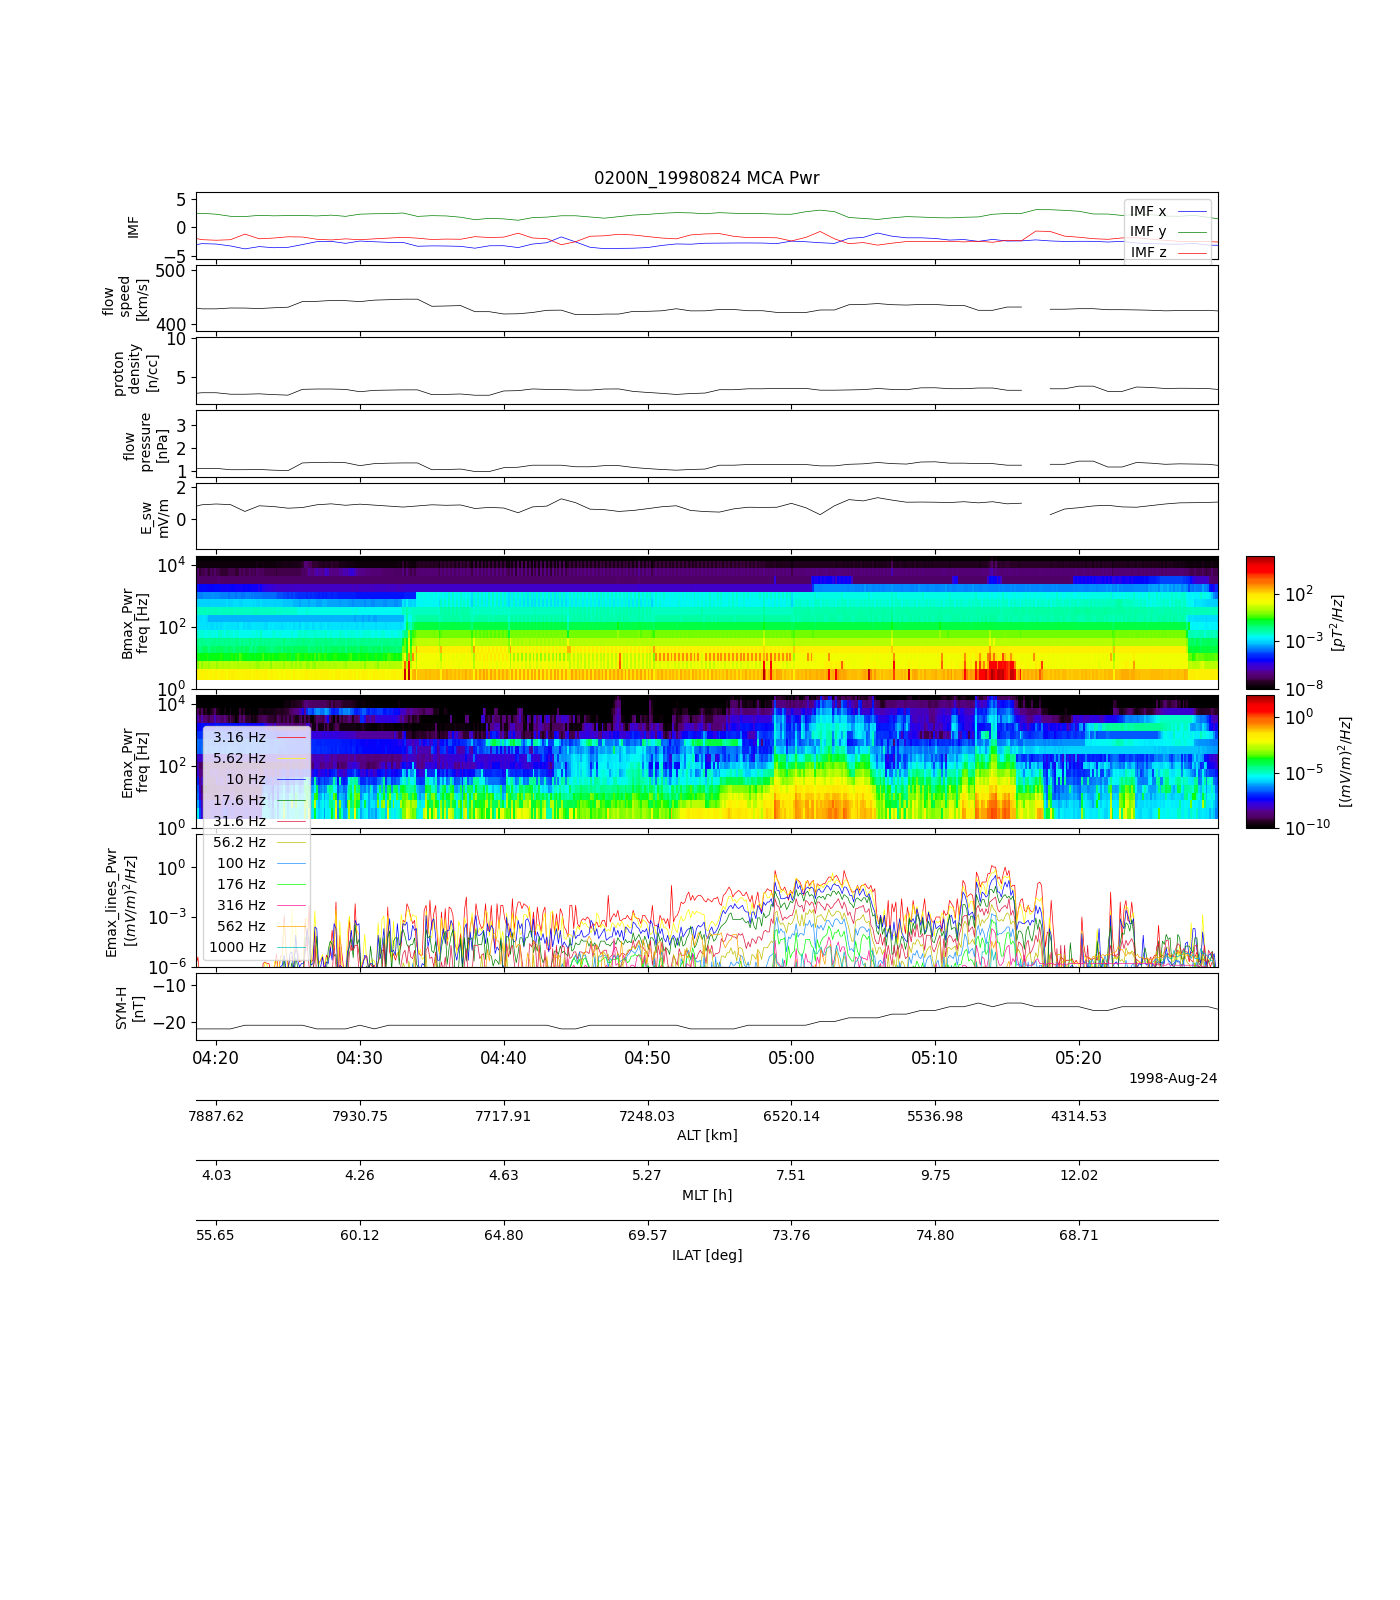 0200N_19980824 MCA Pwr
5
0
−5
IMF
IMF x
IMF y
IMF z
500
400
flow
speed
[km/s]
10
5
proton
density
[n/cc]
3
2
1
flow
pressure
[nPa]
2
0
E_sw
mV/m
10^4
10^2
10^0
Bmax_Pwr
freq [Hz]
10^2
10^−3
10^−8
[pT^2/Hz]
10^4
10^2
10^0
Emax_Pwr
freq [Hz]
10^0
10^−5
10^−10
[(mV/m)^2/Hz]
3.16 Hz
5.62 Hz
10 Hz
17.6 Hz
31.6 Hz
56.2 Hz
100 Hz
176 Hz
316 Hz
562 Hz
1000 Hz
10^0
10^−3
10^−6
Emax_lines_Pwr
[(mV/m)^2/Hz]
−10
−20
SYM-H
[nT]
04:20 04:30 04:40 04:50 05:00 05:10 05:20
1998-Aug-24
7887.62 7930.75 7717.91 7248.03 6520.14 5536.98 4314.53
ALT [km]
4.03 4.26 4.63 5.27 7.51 9.75 12.02
MLT [h]
55.65 60.12 64.80 69.57 73.76 74.80 68.71
ILAT [deg]